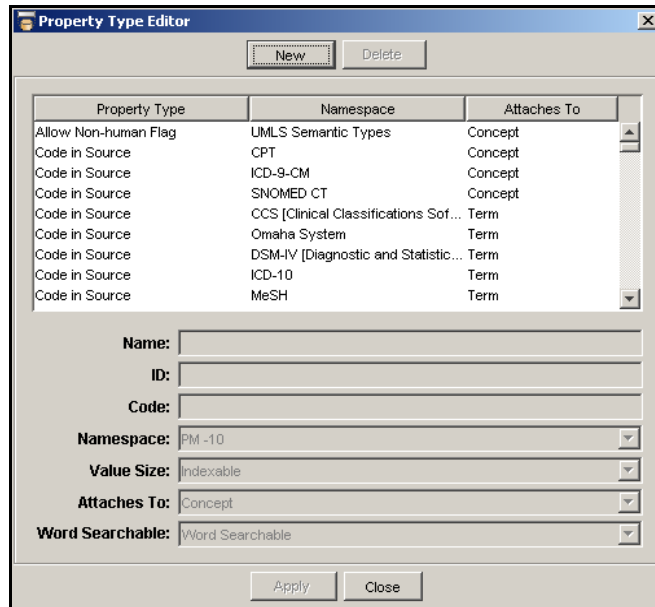 Property Type Editor
New Delete
Property Type Namespace Attaches To
Allow Non-human Flag UMLS Semantic Types Concept
Code in Source CPT Concept
Code in Source ICD-9-CM Concept
Code in Source SNOMED CT Concept
Code in Source CCS [Clinical Classifications Sof... Term
Code in Source Omaha System Term
Code in Source DSM-IV [Diagnostic and Statistic... Term
Code in Source ICD-10 Term
Code in Source MeSH Term
Name:
ID:
Code:
Namespace: PM -10
Value Size: Indexable
Attaches To: Concept
Word Searchable: Word Searchable
Apply Close